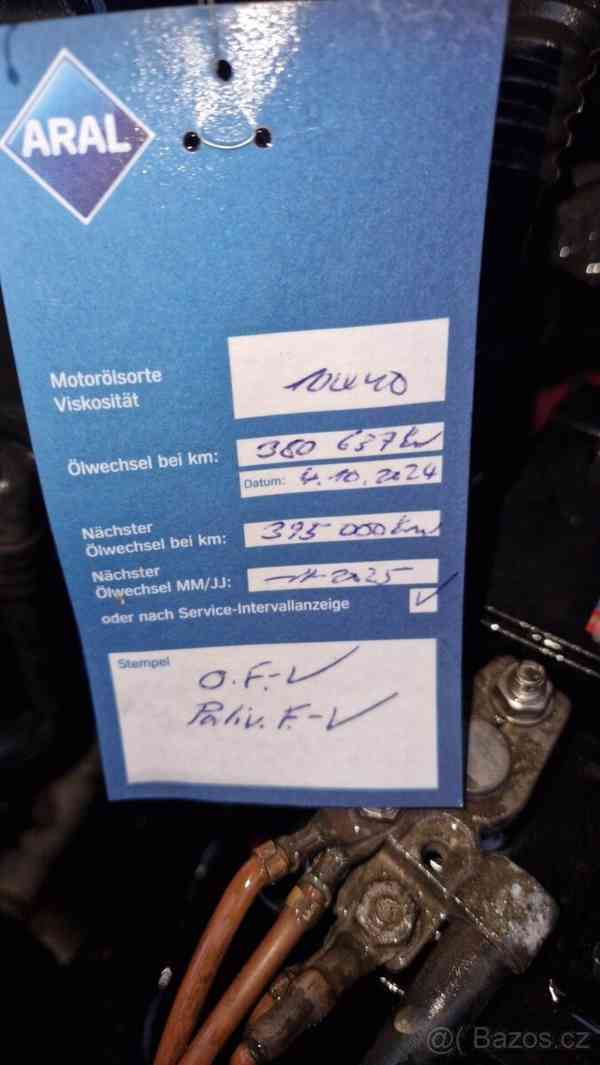 ARAL
Motorölsorte
Viskosität
10W40
Ölwechsel bei km:
380 637 km
Datum: 4.10.2024
Nächster
Ölwechsel bei km:
395 000 km
Nächster
Ölwechsel MM/JJ:
-11- 2025
oder nach Service-Intervallanzeige ✓
Stempel
O.F.-✓
Paliv. F.-✓
@( Bazos.cz